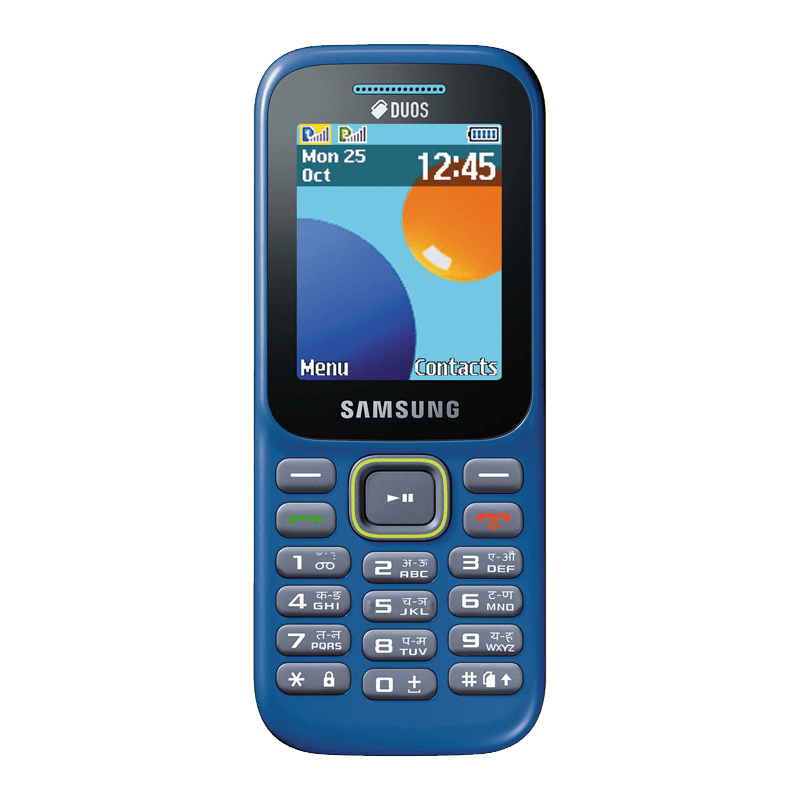 DUOS
Mon 25
Oct
12:45
Menu Contacts
SAMSUNG
1
2 अ-ऊ ABC
3 ए-औ DEF
4 क-ङ GHI
5 च-ञ JKL
6 ट-ण MNO
7 त-न PQRS
8 प-म TUV
9 य-ह WXYZ
*
0 +
#